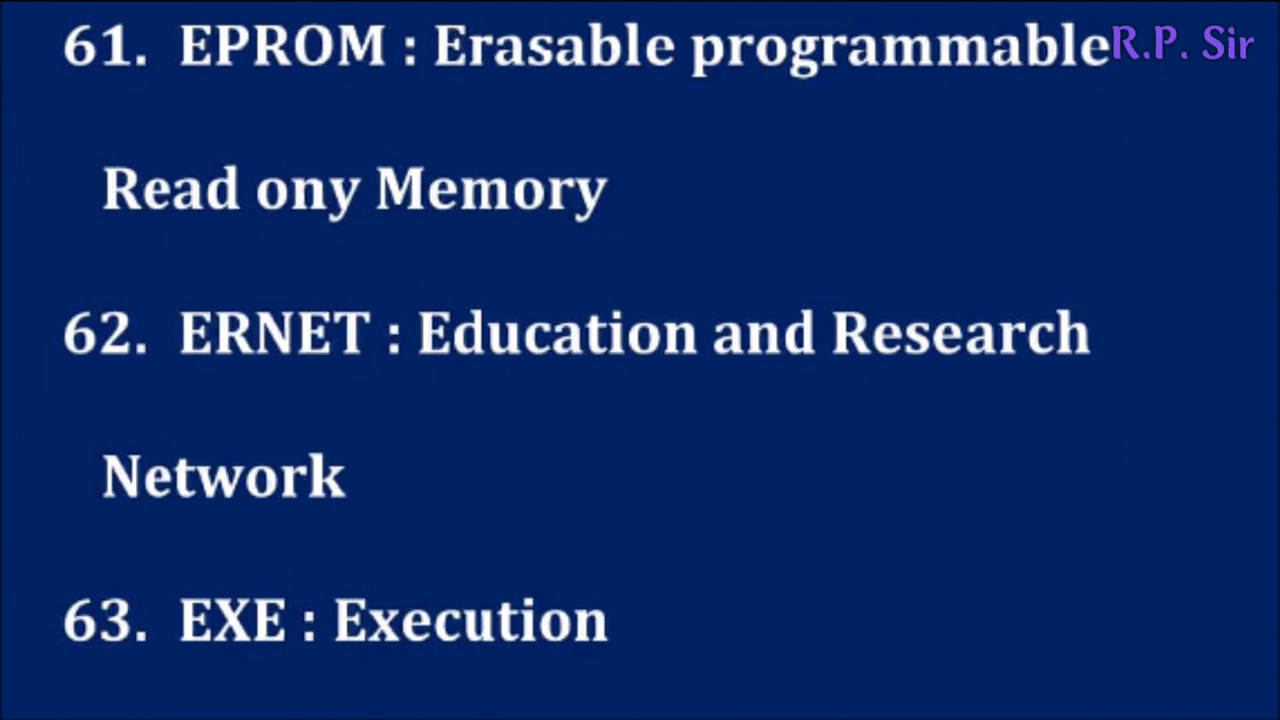 61. EPROM : Erasable programmable R.P. Sir
Read ony Memory
62. ERNET : Education and Research
Network
63. EXE : Execution